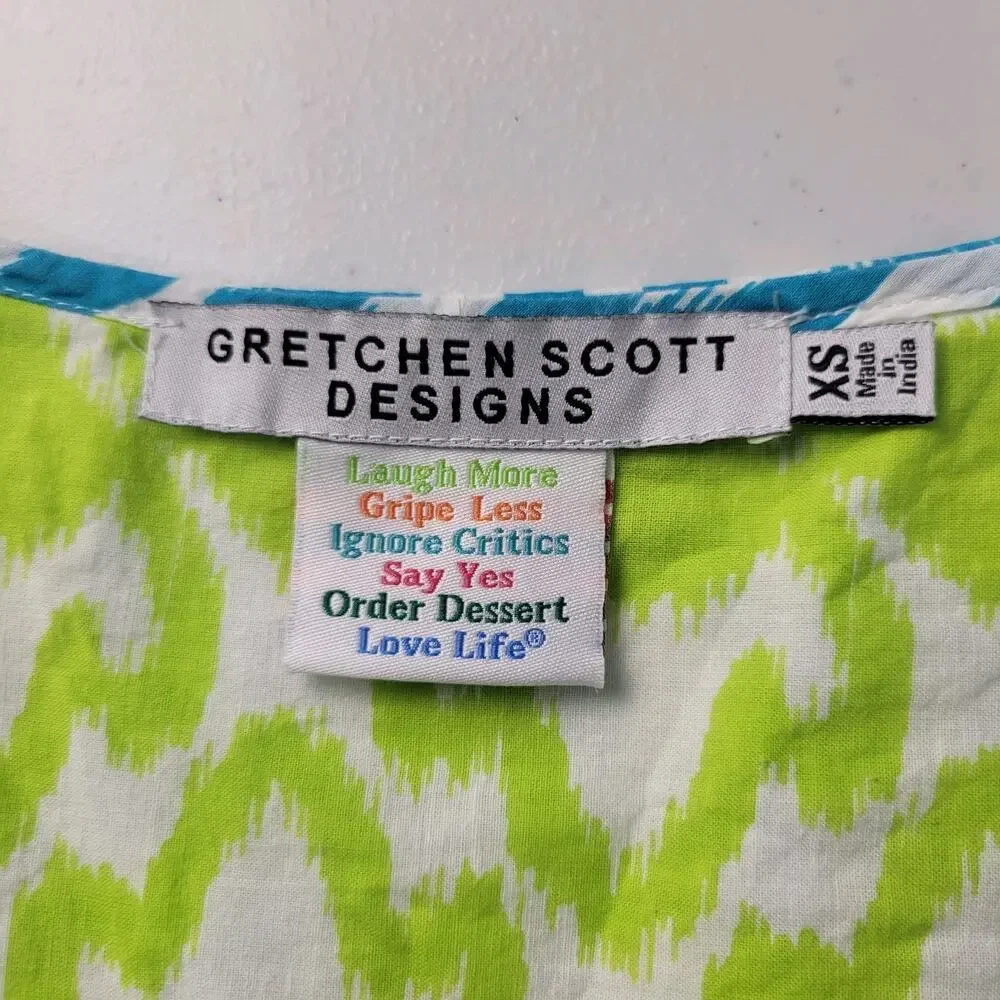 GRETCHEN SCOTT
DESIGNS
XS
Made
in
India
Laugh More
Gripe Less
Ignore Critics
Say Yes
Order Dessert
Love Life®